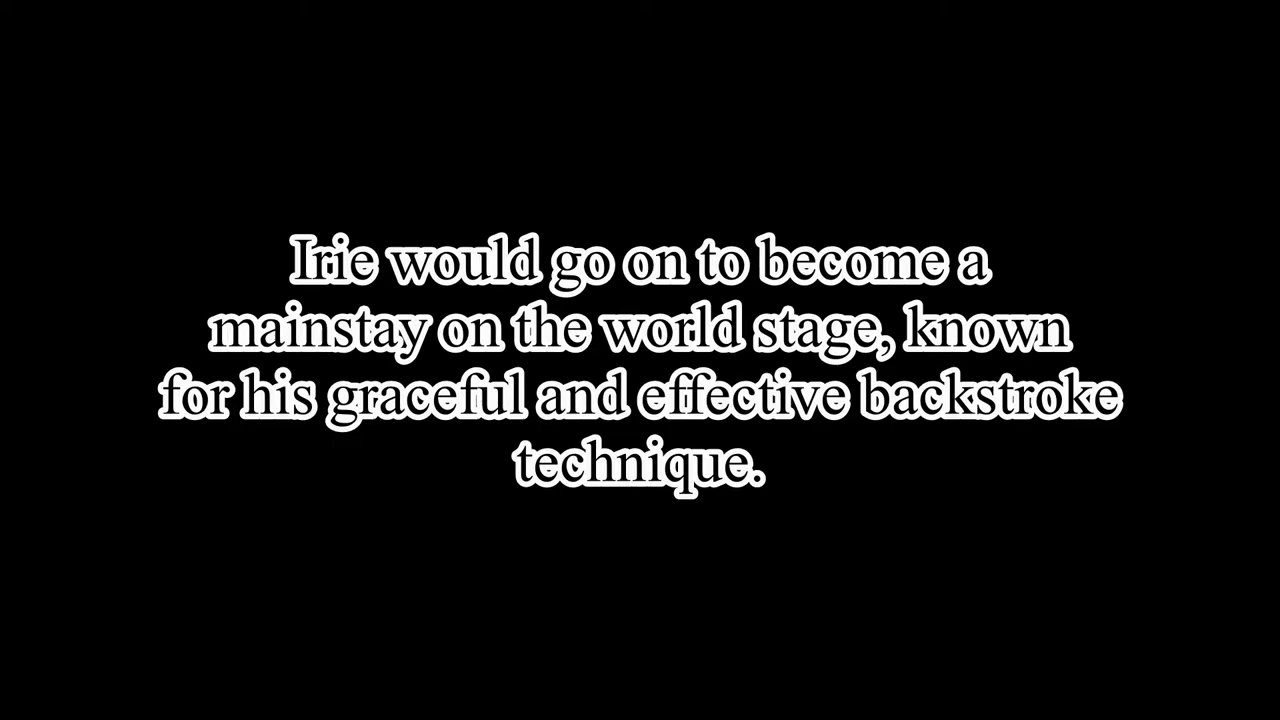 Irie would go on to become a
mainstay on the world stage, known
for his graceful and effective backstroke
technique.